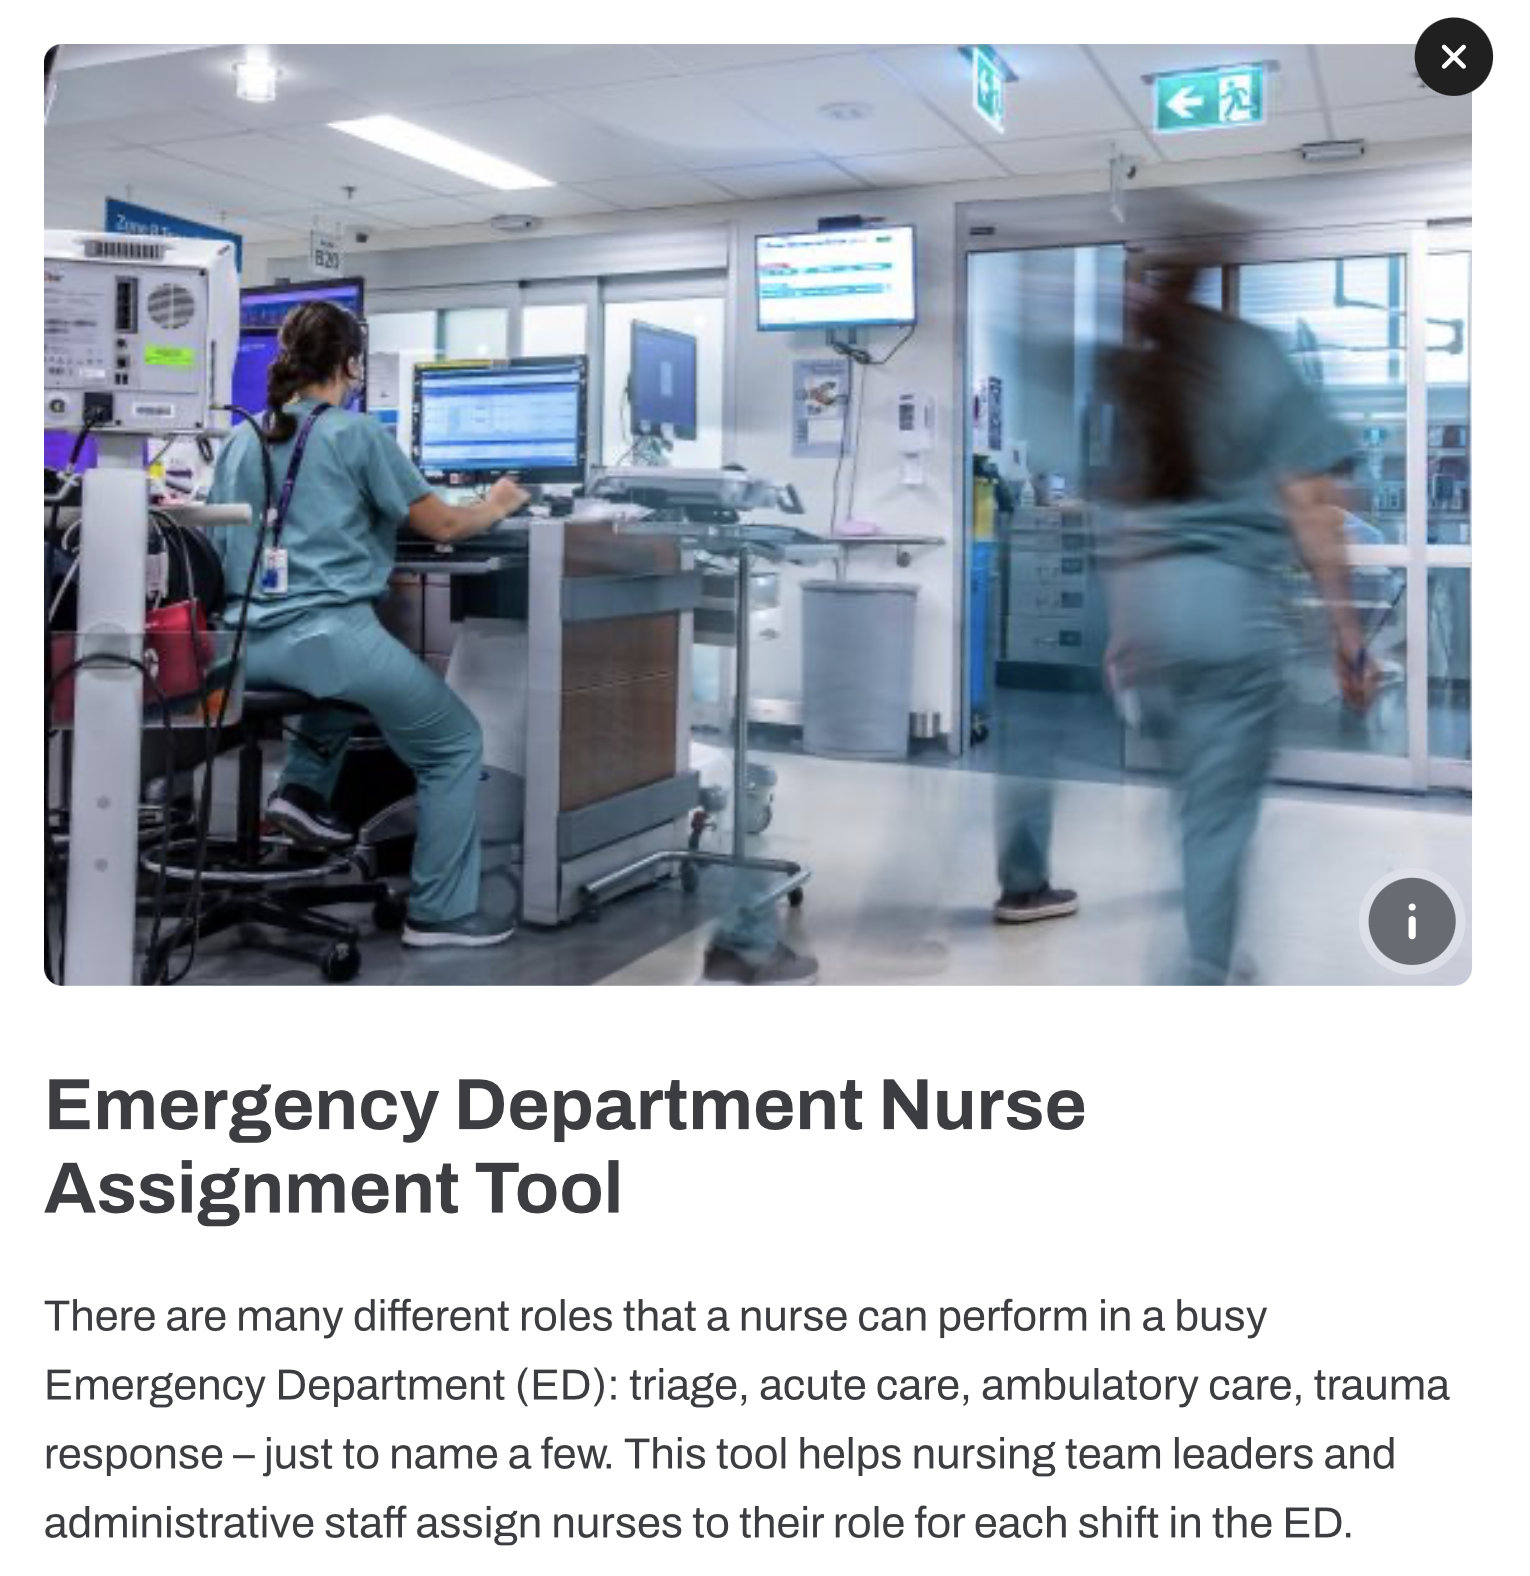 Zone B
B20
Emergency Department Nurse
Assignment Tool
There are many different roles that a nurse can perform in a busy
Emergency Department (ED): triage, acute care, ambulatory care, trauma
response – just to name a few. This tool helps nursing team leaders and
administrative staff assign nurses to their role for each shift in the ED.